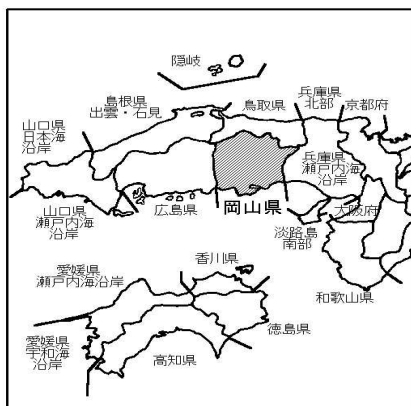 隠岐
島根県
出雲・石見
鳥取県
兵庫県
北部
京都府
山口県
日本海
沿岸
兵庫県
瀬戸内海
沿岸
山口県
瀬戸内海
沿岸
広島県
岡山県
大阪府
淡路島
南部
香川県
愛媛県
瀬戸内海沿岸
和歌山県
徳島県
愛媛県
宇和海
沿岸
高知県